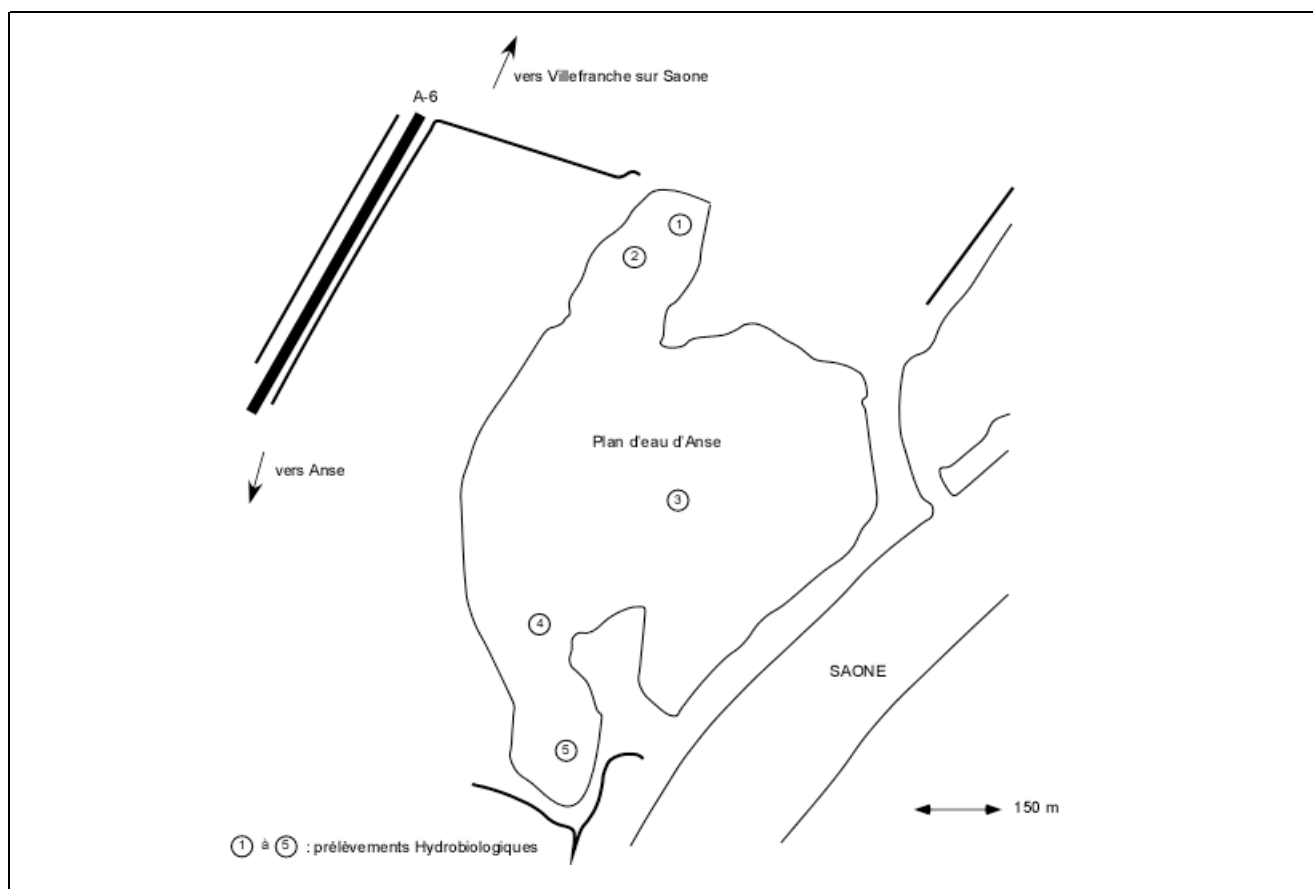 vers Villefranche sur Saone
A-6
1
2
Plan d'eau d'Anse
vers Anse
3
4
SAONE
5
150 m
1 à 5 : prélèvements Hydrobiologiques